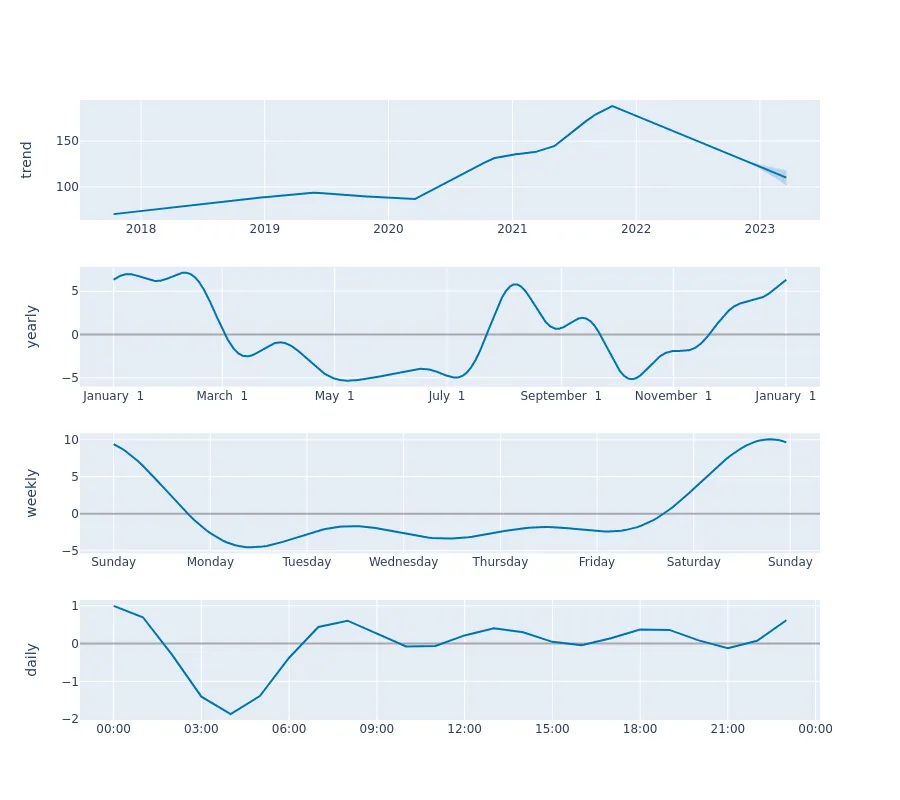 trend
150
100
2018 2019 2020 2021 2022 2023
yearly
5
0
−5
January 1 March 1 May 1 July 1 September 1 November 1 January 1
weekly
10
5
0
−5
Sunday Monday Tuesday Wednesday Thursday Friday Saturday Sunday
daily
1
0
−1
−2
00:00 03:00 06:00 09:00 12:00 15:00 18:00 21:00 00:00